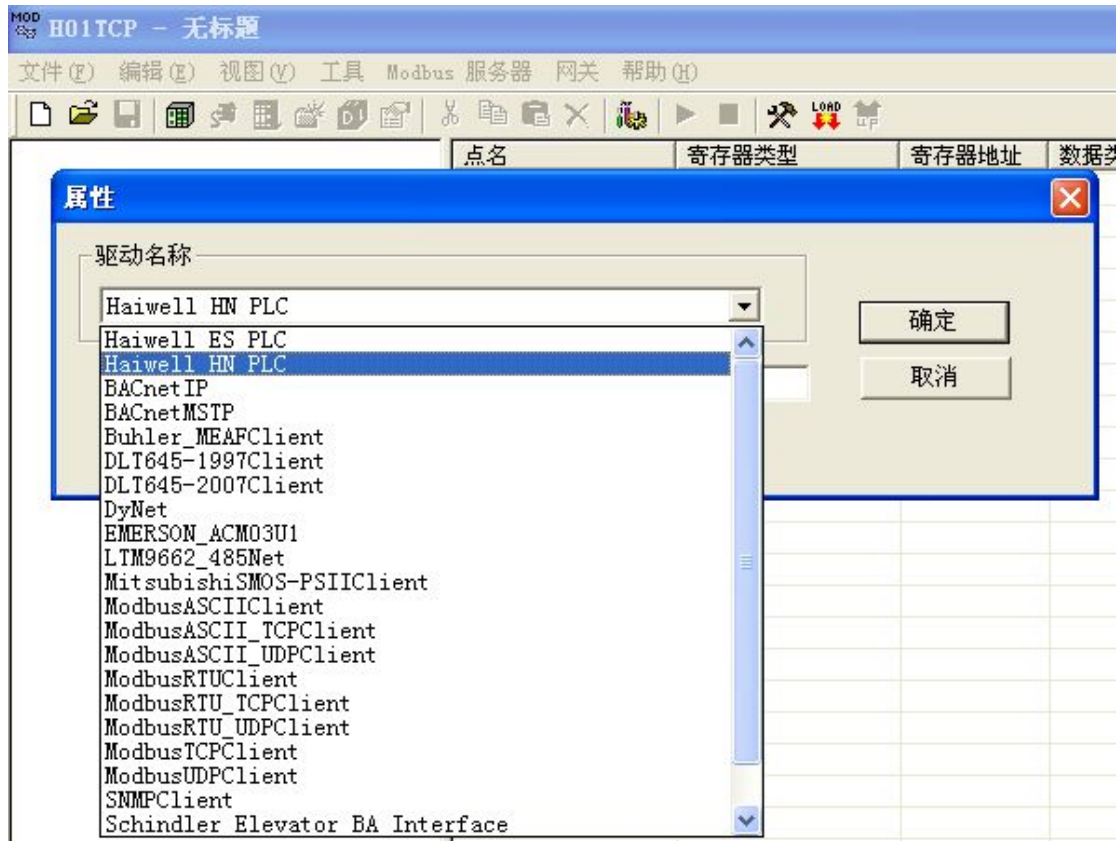 MOD
H01TCP - 无标题
文件(F) 编辑(E) 视图(V) 工具 Modbus 服务器 网关 帮助(H)
LOAD
点名 寄存器类型 寄存器地址 数据
属性
驱动名称
Haiwell HN PLC
确定
取消
Haiwell ES PLC
Haiwell HN PLC
BACnetIP
BACnetMSTP
Buhler_MEAFClient
DLT645-1997Client
DLT645-2007Client
DyNet
EMERSON_ACM03U1
LTM9662_485Net
MitsubishiSMOS-PSIIClient
ModbusASCIIClient
ModbusASCII_TCPClient
ModbusASCII_UDPClient
ModbusRTUClient
ModbusRTU_TCPClient
ModbusRTU_UDPClient
ModbusTCPClient
ModbusUDPClient
SNMPClient
Schindler Elevator BA Interface